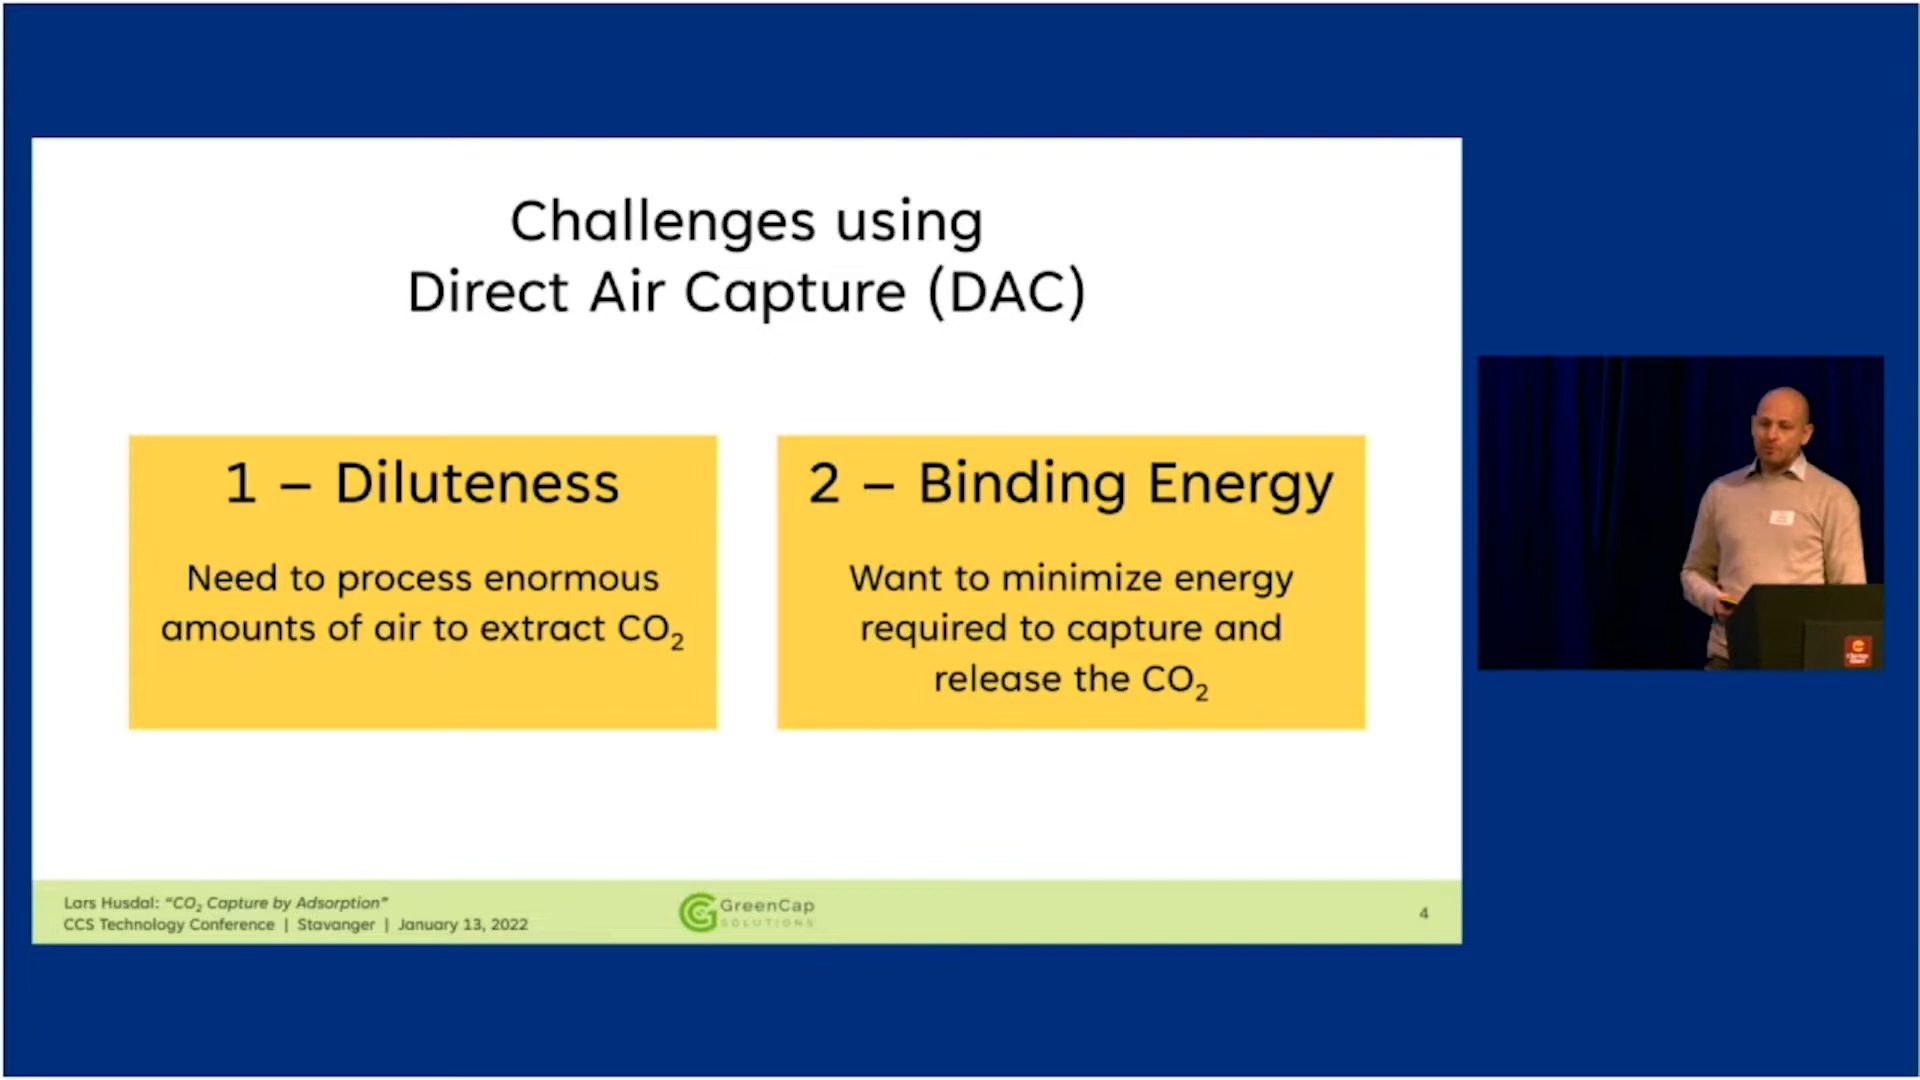 Challenges using
Direct Air Capture (DAC)
1 – Diluteness
Need to process enormous
amounts of air to extract CO₂
2 – Binding Energy
Want to minimize energy
required to capture and
release the CO₂
Lars Husdal: “CO₂ Capture by Adsorption”
CCS Technology Conference | Stavanger | January 13, 2022
GreenCap
SOLUTIONS
4